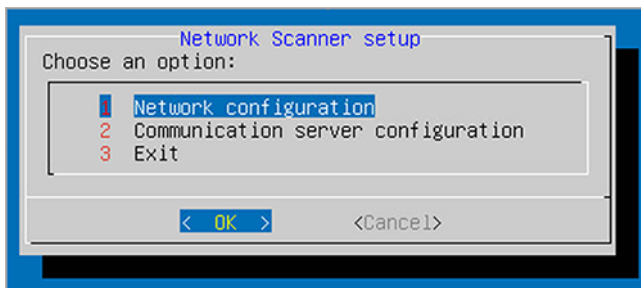 Network Scanner setup
Choose an option:
1 Network configuration
2 Communication server configuration
3 Exit
< OK > <Cancel>